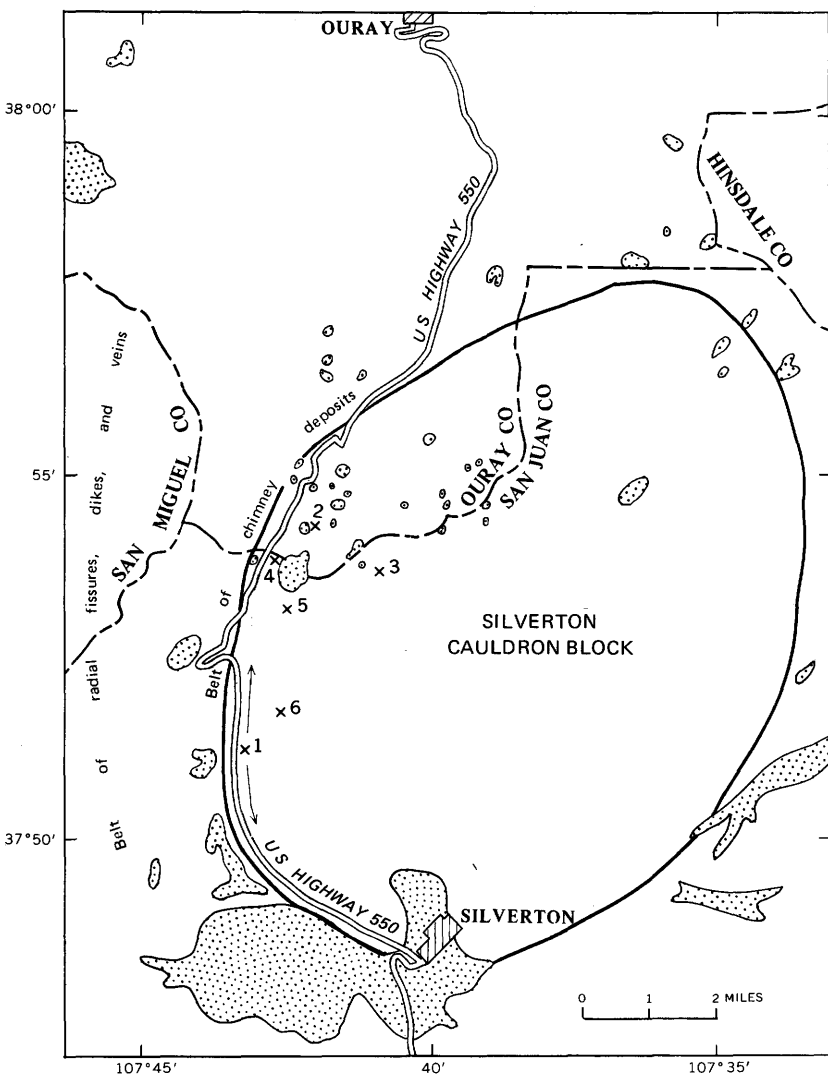 OURAY
38°00'
US HIGHWAY 550
HINSDALE CO
Belt of radial fissures, dikes, and veins
SAN MIGUEL CO
Belt of chimney deposits
OURAY CO
SAN JUAN CO
55'
2
4
3
5
SILVERTON
CAULDRON BLOCK
6
1
37°50'
US HIGHWAY 550
SILVERTON
0 1 2 MILES
107°45' 40' 107°35'